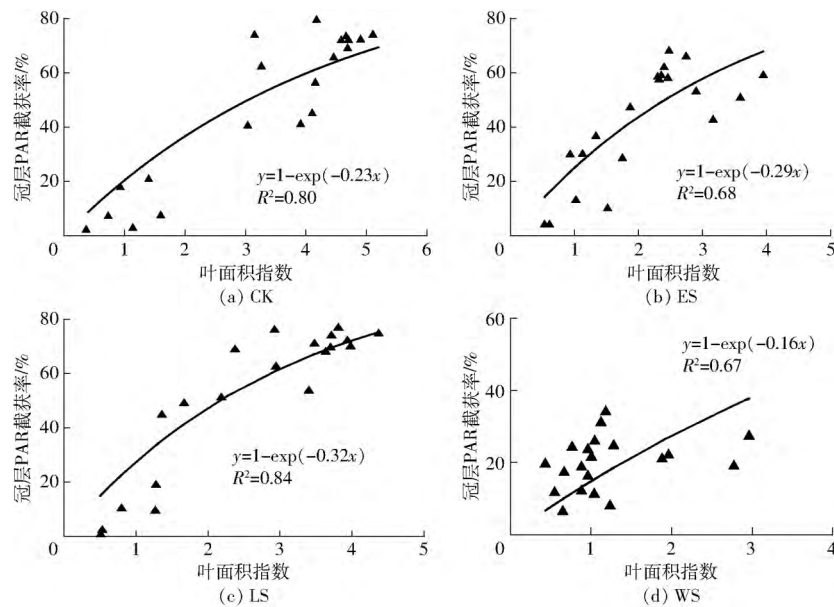 80
60
40
20
0
冠层PAR截获率/%
y=1-exp(-0.23x)
R²=0.80
1 2 3 4 5 6
叶面积指数
(a) CK
80
60
40
20
0
冠层PAR截获率/%
y=1-exp(-0.29x)
R²=0.68
1 2 3 4 5
叶面积指数
(b) ES
80
60
40
20
0
冠层PAR截获率/%
y=1-exp(-0.32x)
R²=0.84
1 2 3 4 5
叶面积指数
(c) LS
60
40
20
0
冠层PAR截获率/%
y=1-exp(-0.16x)
R²=0.67
1 2 3 4
叶面积指数
(d) WS